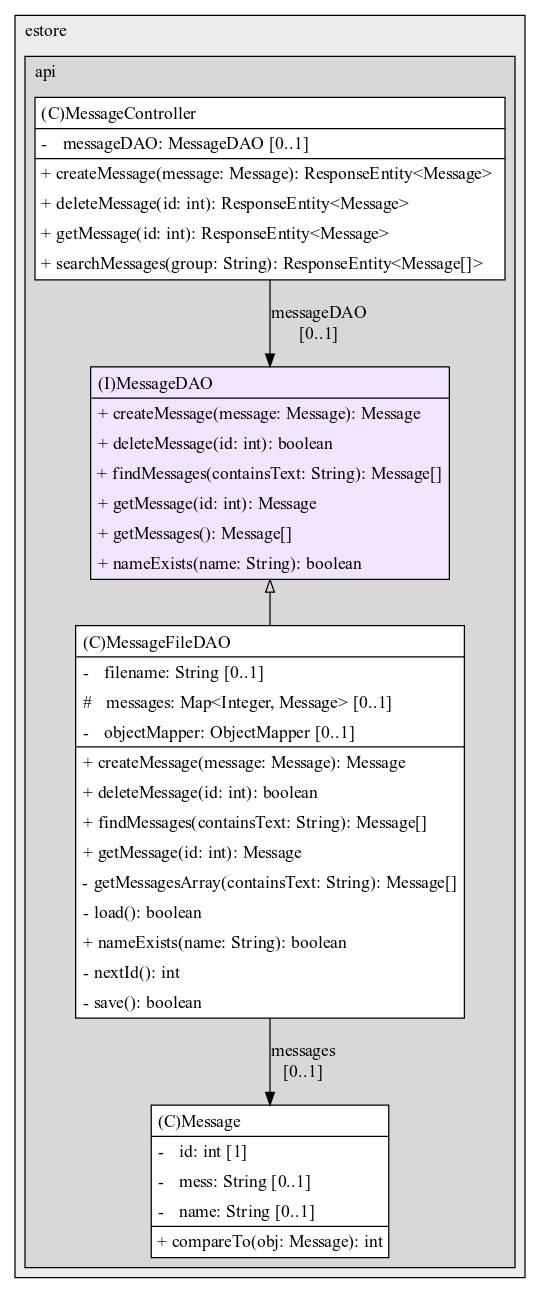 estore
api
(C)MessageController
- messageDAO: MessageDAO [0..1]
+ createMessage(message: Message): ResponseEntity<Message>
+ deleteMessage(id: int): ResponseEntity<Message>
+ getMessage(id: int): ResponseEntity<Message>
+ searchMessages(group: String): ResponseEntity<Message[]>
messageDAO
[0..1]
(I)MessageDAO
+ createMessage(message: Message): Message
+ deleteMessage(id: int): boolean
+ findMessages(containsText: String): Message[]
+ getMessage(id: int): Message
+ getMessages(): Message[]
+ nameExists(name: String): boolean
(C)MessageFileDAO
- filename: String [0..1]
# messages: Map<Integer, Message> [0..1]
- objectMapper: ObjectMapper [0..1]
+ createMessage(message: Message): Message
+ deleteMessage(id: int): boolean
+ findMessages(containsText: String): Message[]
+ getMessage(id: int): Message
- getMessagesArray(containsText: String): Message[]
- load(): boolean
+ nameExists(name: String): boolean
- nextId(): int
- save(): boolean
messages
[0..1]
(C)Message
- id: int [1]
- mess: String [0..1]
- name: String [0..1]
+ compareTo(obj: Message): int